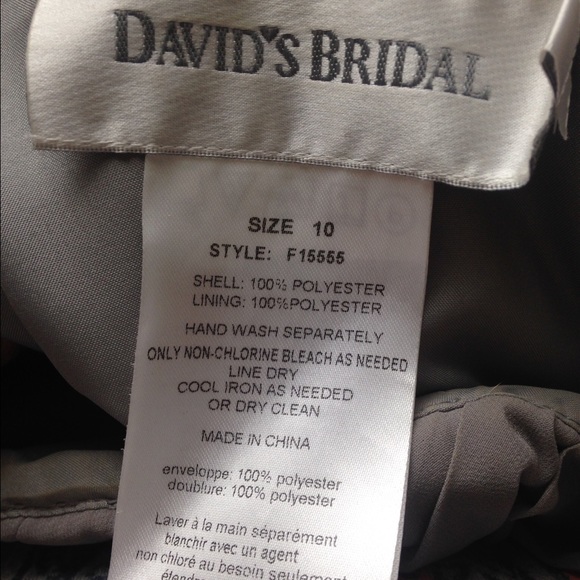 DAVID'S BRIDAL
SIZE 10
STYLE: F15555
SHELL: 100% POLYESTER
LINING: 100%POLYESTER
HAND WASH SEPARATELY
ONLY NON-CHLORINE BLEACH AS NEEDED
LINE DRY
COOL IRON AS NEEDED
OR DRY CLEAN
MADE IN CHINA
enveloppe: 100% polyester
doublure: 100% polyester
Laver à la main séparément
blanchir avec un agent
non chloré au besoin seulement